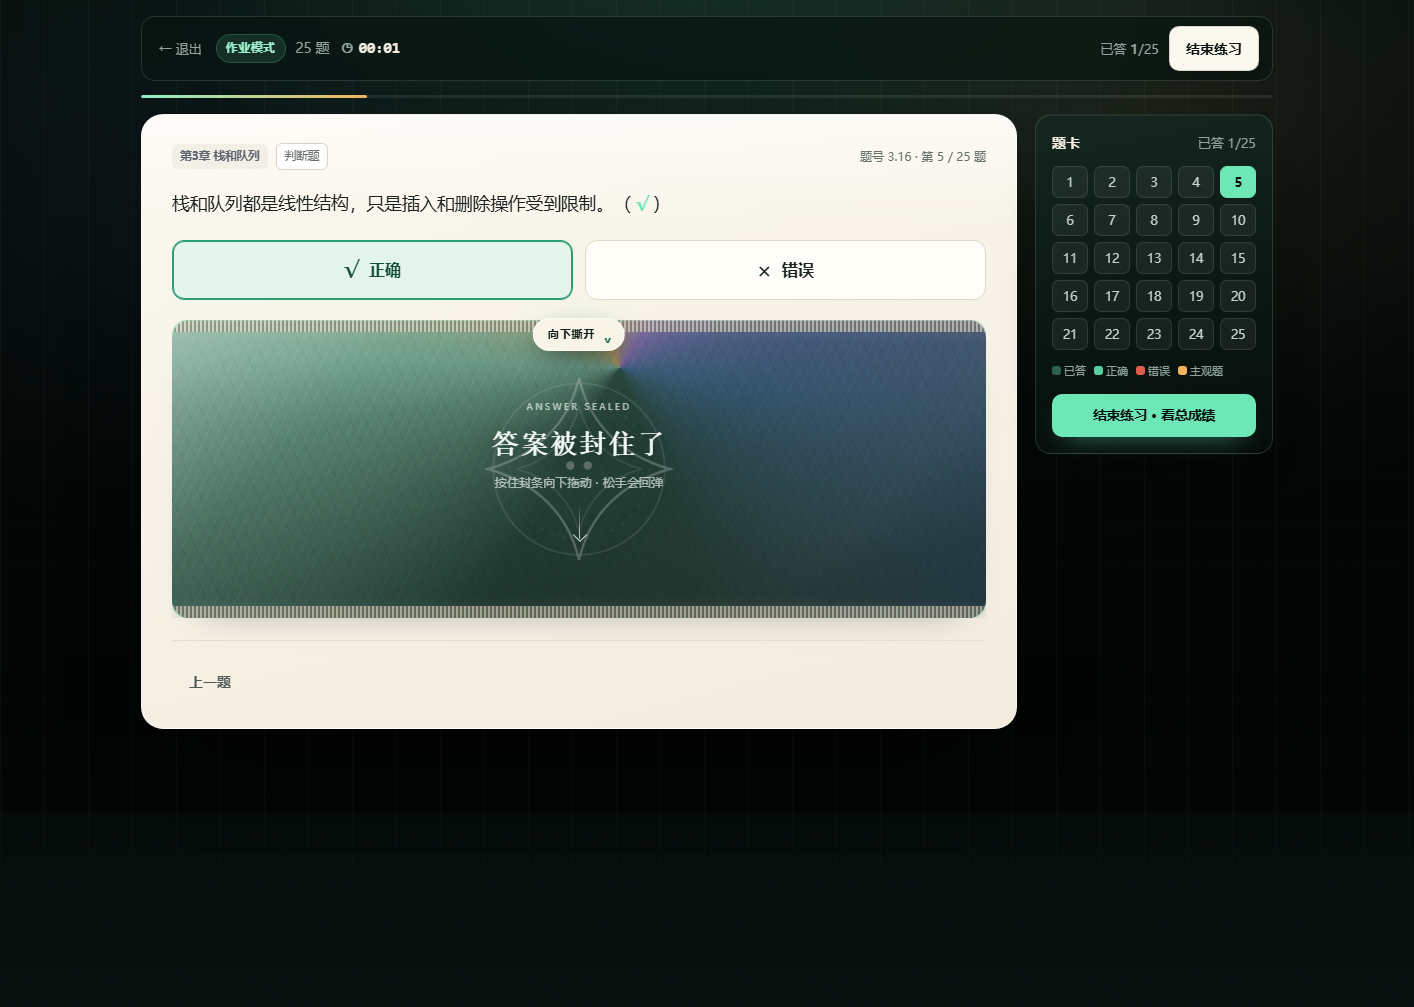 ← 退出 作业模式 25 题 00:01 已答 1/25 结束练习
第3章 栈和队列 判断题 题号 3.16 · 第 5 / 25 题
栈和队列都是线性结构，只是插入和删除操作受到限制。（ √ ）
√ 正确 × 错误
向下撕开
ANSWER SEALED
答案被封住了
按住封条向下拖动 · 松手会回弹
上一题
题卡 已答 1/25
1 2 3 4 5
6 7 8 9 10
11 12 13 14 15
16 17 18 19 20
21 22 23 24 25
已答 正确 错误 主观题
结束练习 • 看总成绩